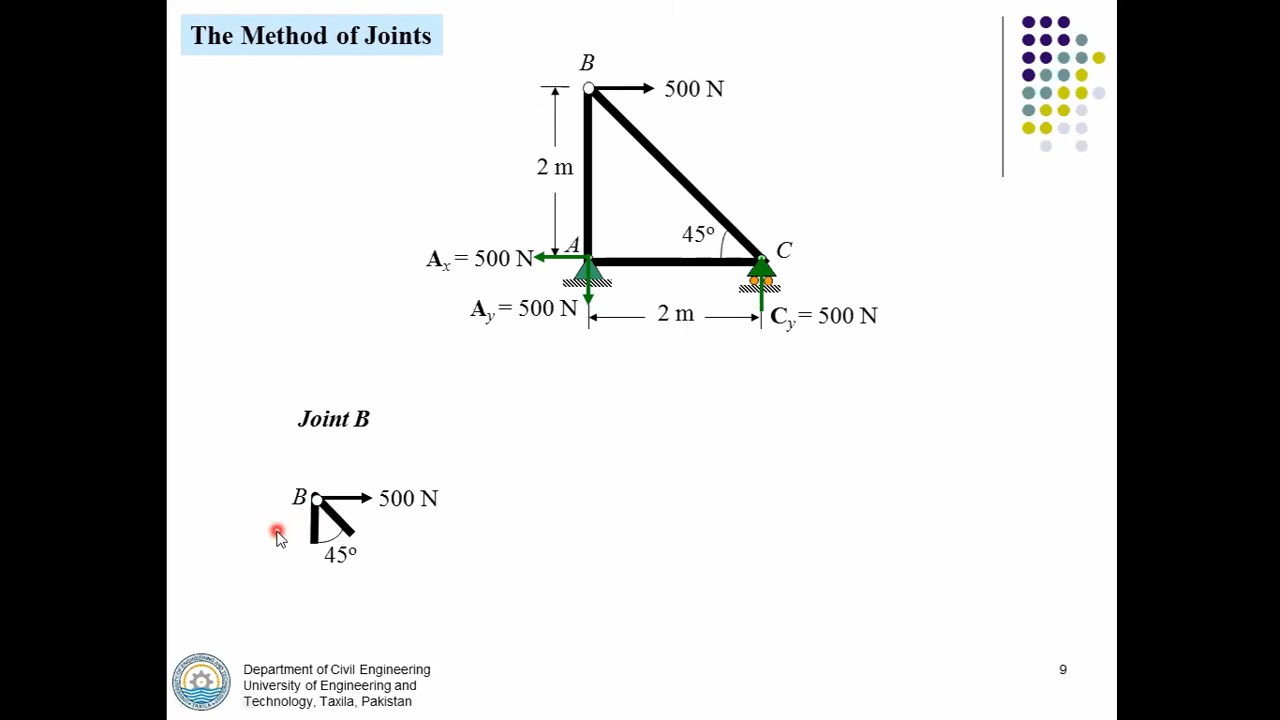 The Method of Joints
B
500 N
2 m
45º
A
C
Ax = 500 N
Ay = 500 N
2 m
Cy = 500 N
Joint B
B
500 N
45º
Department of Civil Engineering
University of Engineering and
Technology, Taxila, Pakistan
9